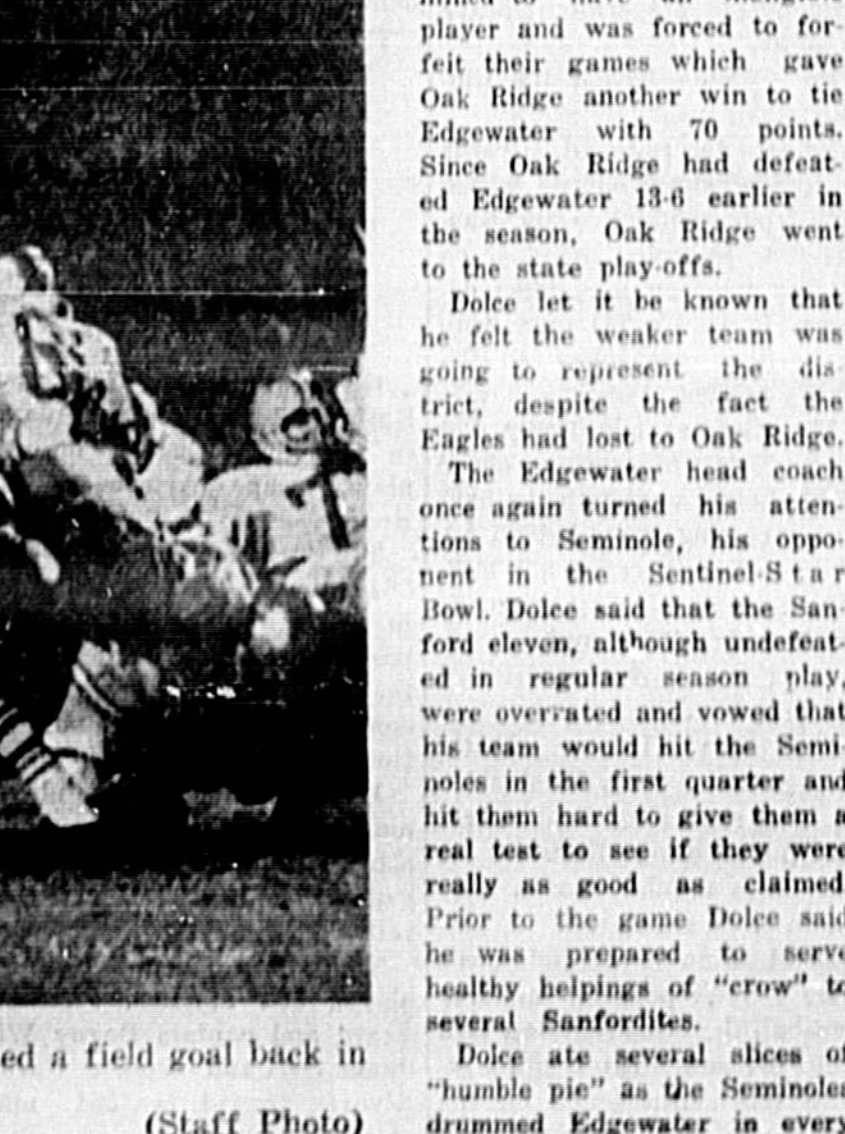 player and was forced to for-
feit their games which gave
Oak Ridge another win to tie
Edgewater with 70 points.
Since Oak Ridge had defeat-
ed Edgewater 13-6 earlier in
the season, Oak Ridge went
to the state play-offs.
Dolce let it be known that
he felt the weaker team was
going to represent the dis-
trict, despite the fact the
Eagles had lost to Oak Ridge.
The Edgewater head coach
once again turned his atten-
tions to Seminole, his oppo-
nent in the Sentinel-Star
Bowl. Dolce said that the San-
ford eleven, although undefeat-
ed in regular season play,
were overrated and vowed that
his team would hit the Semi-
noles in the first quarter and
hit them hard to give them a
real test to see if they were
really as good as claimed.
Prior to the game Dolce said
he was prepared to serve
healthy helpings of "crow" to
several Sanfordites.
Dolce ate several slices of
"humble pie" as the Seminoles
drummed Edgewater in every
ed a field goal back in
(Staff Photo)